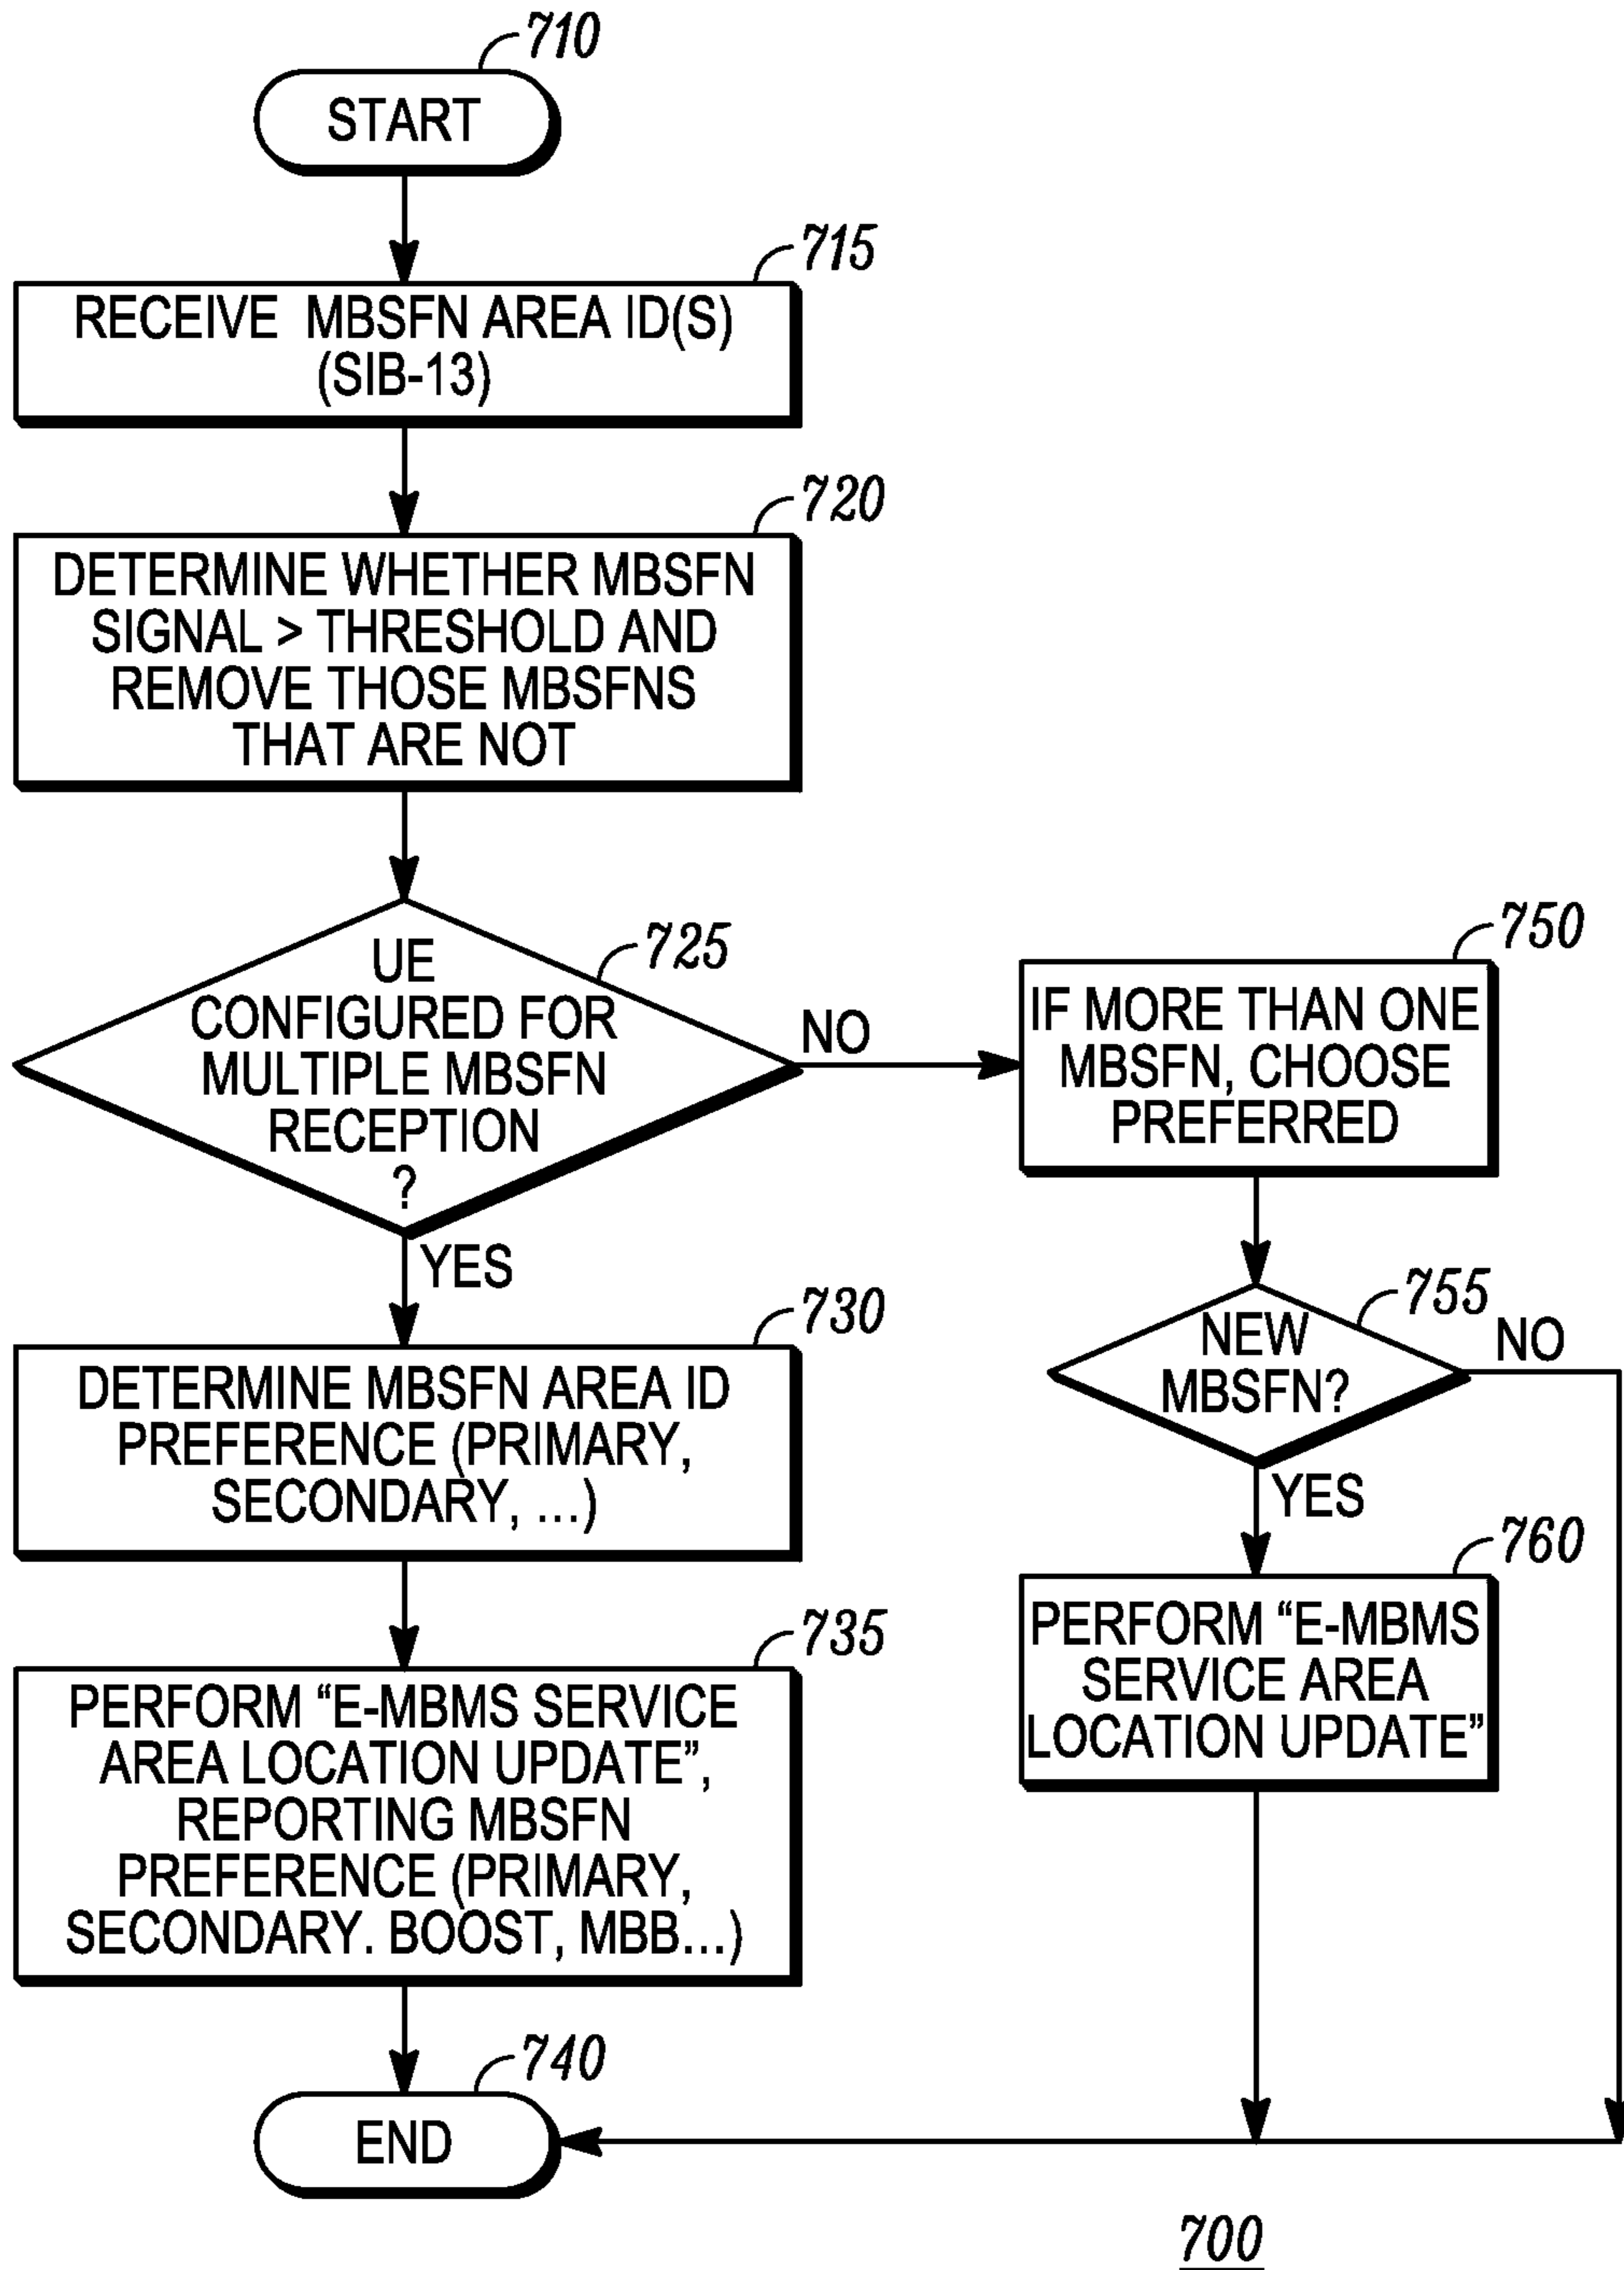 710
START
715
RECEIVE MBSFN AREA ID(S)
(SIB-13)
720
DETERMINE WHETHER MBSFN
SIGNAL > THRESHOLD AND
REMOVE THOSE MBSFNS
THAT ARE NOT
725
UE
CONFIGURED FOR
MULTIPLE MBSFN
RECEPTION
?
NO
YES
730
DETERMINE MBSFN AREA ID
PREFERENCE (PRIMARY,
SECONDARY, ...)
735
PERFORM “E-MBMS SERVICE
AREA LOCATION UPDATE”,
REPORTING MBSFN
PREFERENCE (PRIMARY,
SECONDARY. BOOST, MBB...)
740
END
750
IF MORE THAN ONE
MBSFN, CHOOSE
PREFERRED
755
NEW
MBSFN?
NO
YES
760
PERFORM “E-MBMS
SERVICE AREA
LOCATION UPDATE”
700